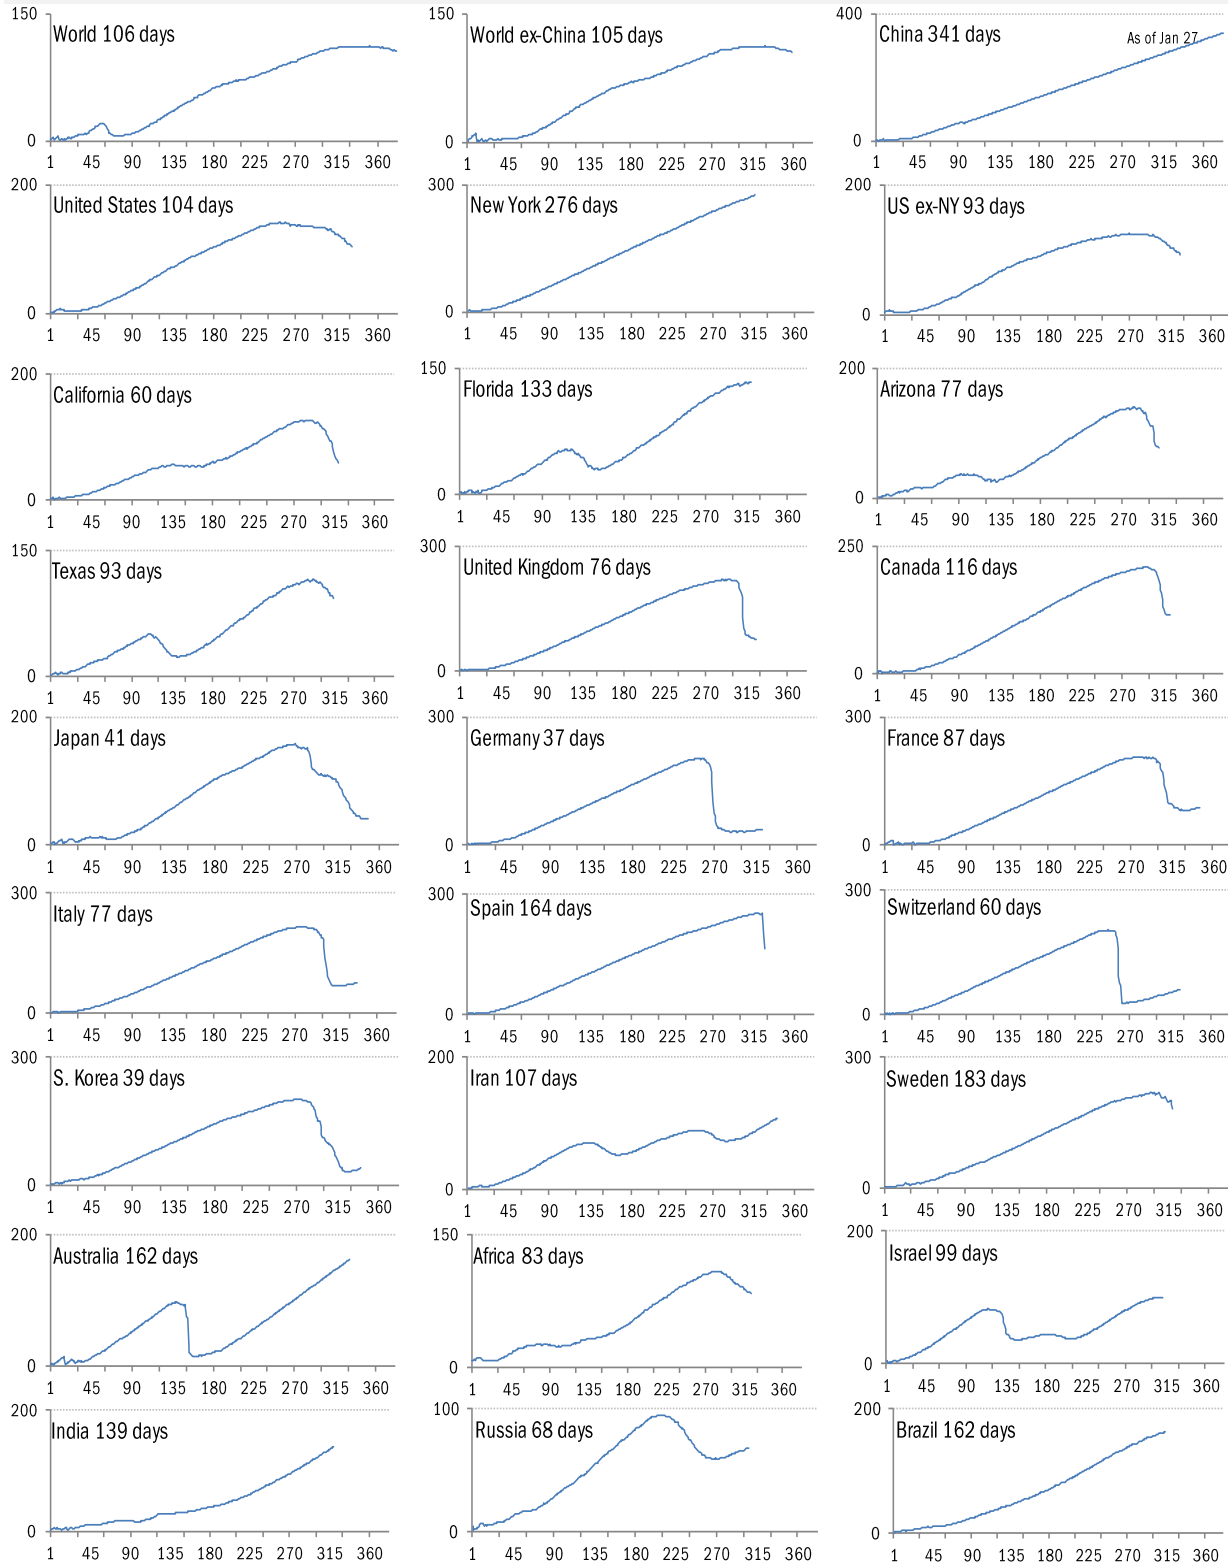 150
World 106 days
0
1 45 90 135 180 225 270 315 360
150
World ex-China 105 days
0
1 45 90 135 180 225 270 315 360
400
China 341 days
As of Jan 27
0
1 45 90 135 180 225 270 315 360
200
United States 104 days
0
1 45 90 135 180 225 270 315 360
300
New York 276 days
0
1 45 90 135 180 225 270 315 360
200
US ex-NY 93 days
0
1 45 90 135 180 225 270 315 360
200
California 60 days
0
1 45 90 135 180 225 270 315 360
150
Florida 133 days
0
1 45 90 135 180 225 270 315 360
200
Arizona 77 days
0
1 45 90 135 180 225 270 315 360
150
Texas 93 days
0
1 45 90 135 180 225 270 315 360
300
United Kingdom 76 days
0
1 45 90 135 180 225 270 315 360
250
Canada 116 days
0
1 45 90 135 180 225 270 315 360
200
Japan 41 days
0
1 45 90 135 180 225 270 315 360
300
Germany 37 days
0
1 45 90 135 180 225 270 315 360
300
France 87 days
0
1 45 90 135 180 225 270 315 360
300
Italy 77 days
0
1 45 90 135 180 225 270 315 360
300
Spain 164 days
0
1 45 90 135 180 225 270 315 360
300
Switzerland 60 days
0
1 45 90 135 180 225 270 315 360
300
S. Korea 39 days
0
1 45 90 135 180 225 270 315 360
200
Iran 107 days
0
1 45 90 135 180 225 270 315 360
300
Sweden 183 days
0
1 45 90 135 180 225 270 315 360
200
Australia 162 days
0
1 45 90 135 180 225 270 315 360
150
Africa 83 days
0
1 45 90 135 180 225 270 315 360
200
Israel 99 days
0
1 45 90 135 180 225 270 315 360
200
India 139 days
0
1 45 90 135 180 225 270 315 360
100
Russia 68 days
0
1 45 90 135 180 225 270 315 360
200
Brazil 162 days
0
1 45 90 135 180 225 270 315 360